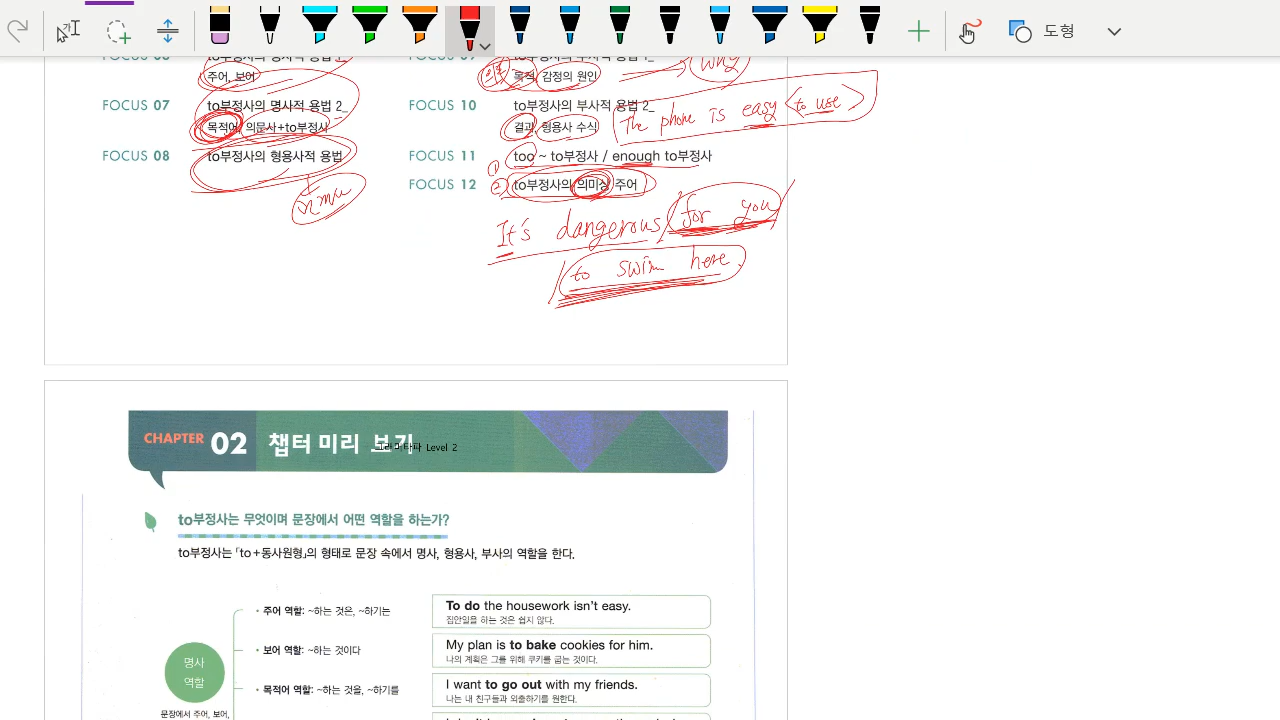 도형
주어, 보어
목적 감정의 원인
why
FOCUS 07 to부정사의 명사적 용법 2_
목적어 의문사+to부정사
FOCUS 08 to부정사의 형용사적 용법
FOCUS 10 to부정사의 부사적 용법 2_
결과, 형용사 수식
The phone is easy <to use>
FOCUS 11 too ~ to부정사 / enough to부정사
①
FOCUS 12 to부정사의 의미상 주어
②
It's dangerous for you
to swim here.
CHAPTER 02 챕터 미리 보기
Level 2
to부정사는 무엇이며 문장에서 어떤 역할을 하는가?
to부정사는 「to+동사원형」의 형태로 문장 속에서 명사, 형용사, 부사의 역할을 한다.
명사
역할
문장에서 주어, 보어,
• 주어 역할: ~하는 것은, ~하기는
To do the housework isn't easy.
집안일을 하는 것은 쉽지 않다.
• 보어 역할: ~하는 것이다
My plan is to bake cookies for him.
나의 계획은 그를 위해 쿠키를 굽는 것이다.
• 목적어 역할: ~하는 것을, ~하기를
I want to go out with my friends.
나는 내 친구들과 외출하기를 원한다.